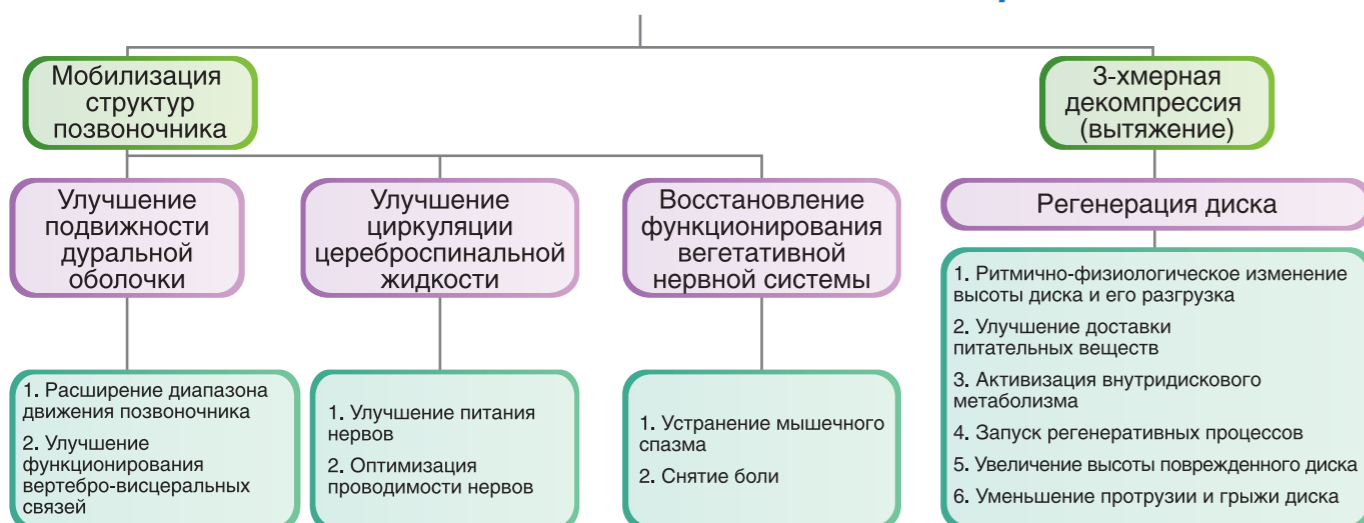 Мобилизация
структур
позвоночника
3-хмерная
декомпрессия
(вытяжение)
Улучшение
подвижности
дуральной
оболочки
Улучшение
циркуляции
цереброспинальной
жидкости
Восстановление
функционирования
вегетативной
нервной системы
Регенерация диска
1. Расширение диапазона
движения позвоночника
2. Улучшение
функционирования
вертебро-висцеральных
связей
1. Улучшение питания
нервов
2. Оптимизация
проводимости нервов
1. Устранение мышечного
спазма
2. Снятие боли
1. Ритмично-физиологическое изменение
высоты диска и его разгрузка
2. Улучшение доставки
питательных веществ
3. Активизация внутридискового
метаболизма
4. Запуск регенеративных процессов
5. Увеличение высоты поврежденного диска
6. Уменьшение протрузии и грыжи диска